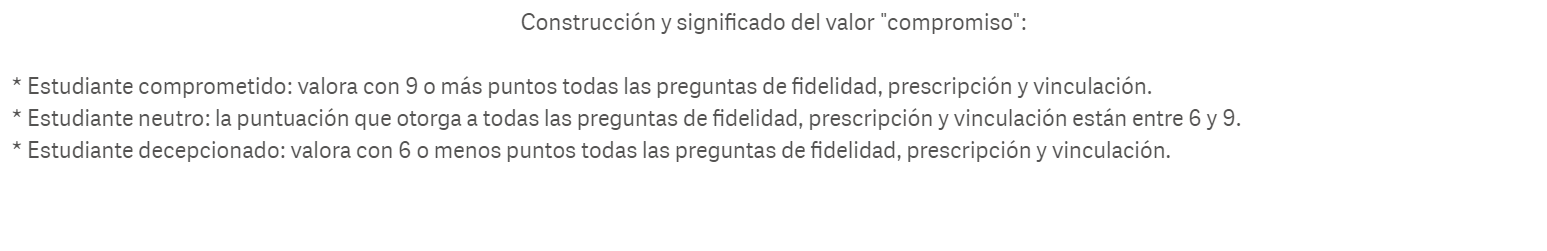 Construcción y significado del valor "compromiso":
* Estudiante comprometido: valora con 9 o más puntos todas las preguntas de fidelidad, prescripción y vinculación.
* Estudiante neutro: la puntuación que otorga a todas las preguntas de fidelidad, prescripción y vinculación están entre 6 y 9.
* Estudiante decepcionado: valora con 6 o menos puntos todas las preguntas de fidelidad, prescripción y vinculación.